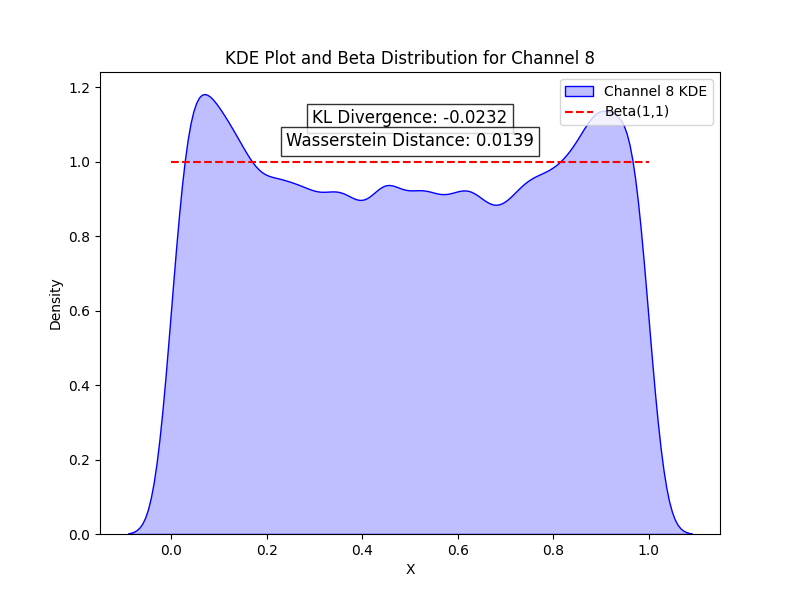 KDE Plot and Beta Distribution for Channel 8
Channel 8 KDE
Beta(1,1)
KL Divergence: -0.0232
Wasserstein Distance: 0.0139
1.2
1.0
0.8
0.6
0.4
0.2
0.0
Density
0.0 0.2 0.4 0.6 0.8 1.0
X